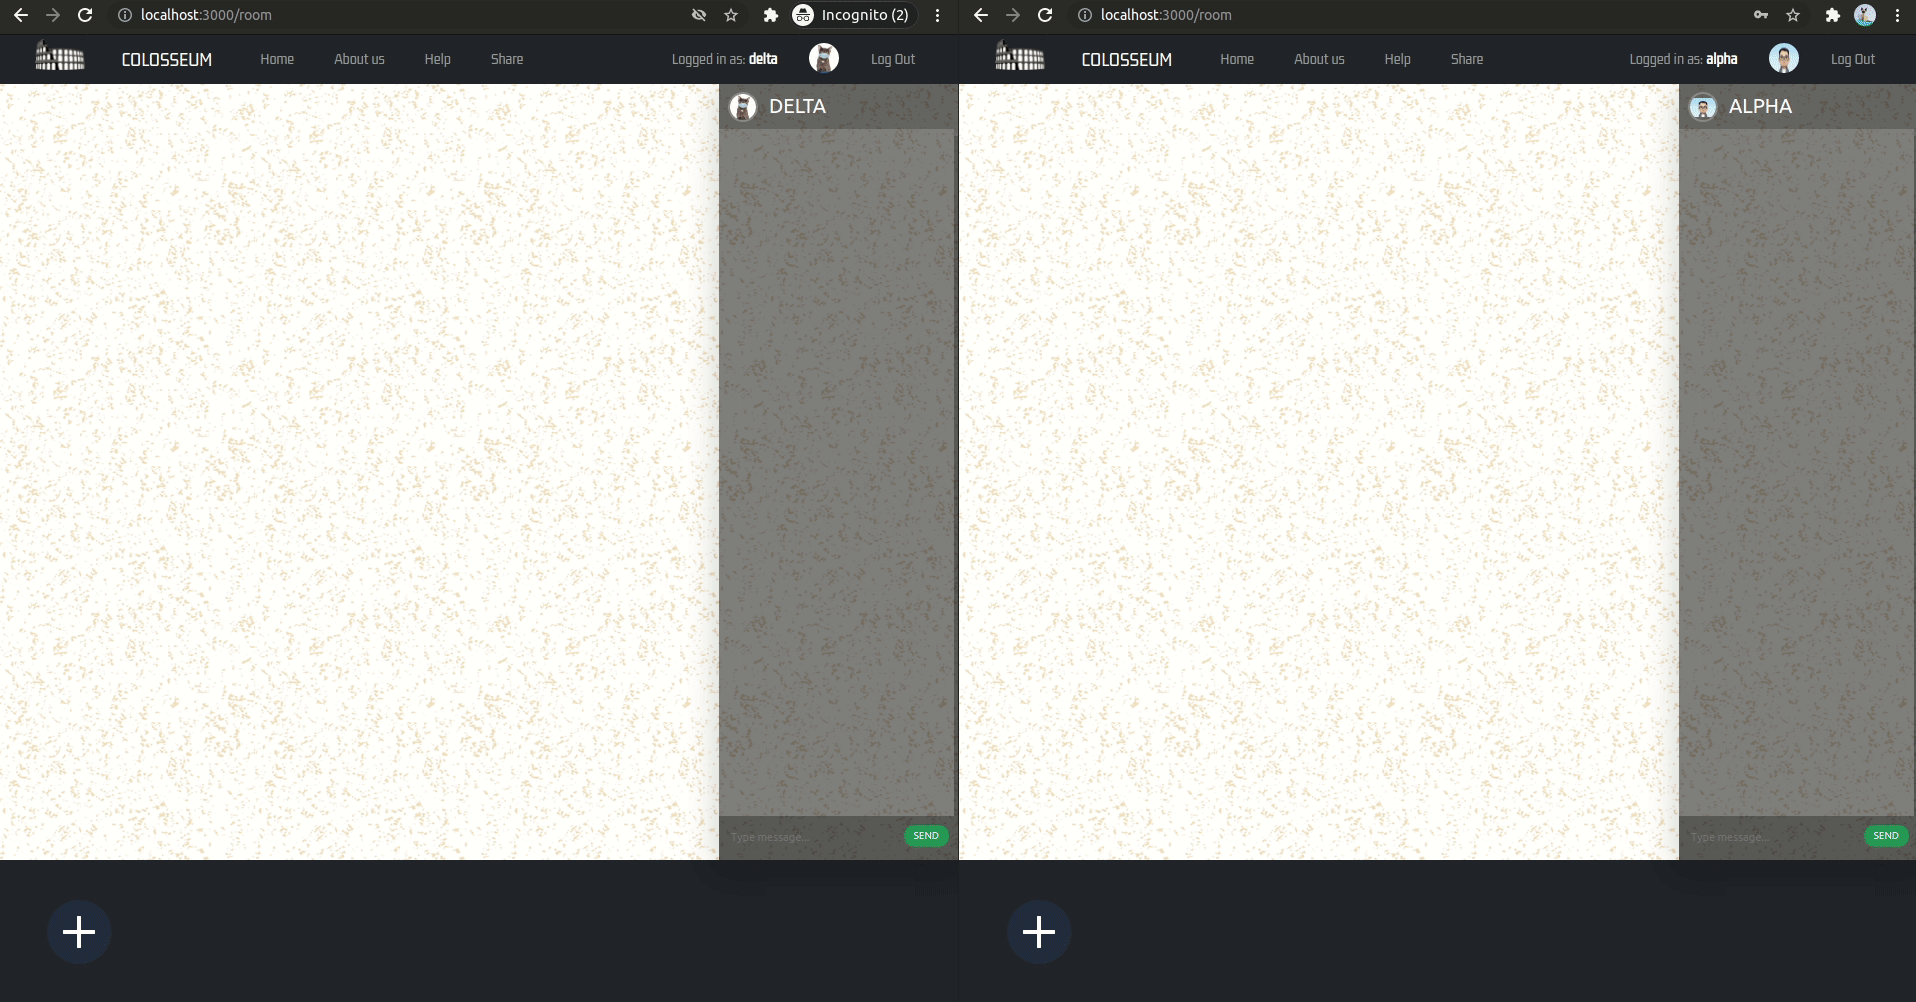 localhost:3000/room
Incognito (2)
COLOSSEUM
Home
About us
Help
Share
Logged in as: delta
Log Out
DELTA
Type message...
SEND
localhost:3000/room
COLOSSEUM
Home
About us
Help
Share
Logged in as: alpha
Log Out
ALPHA
Type message...
SEND